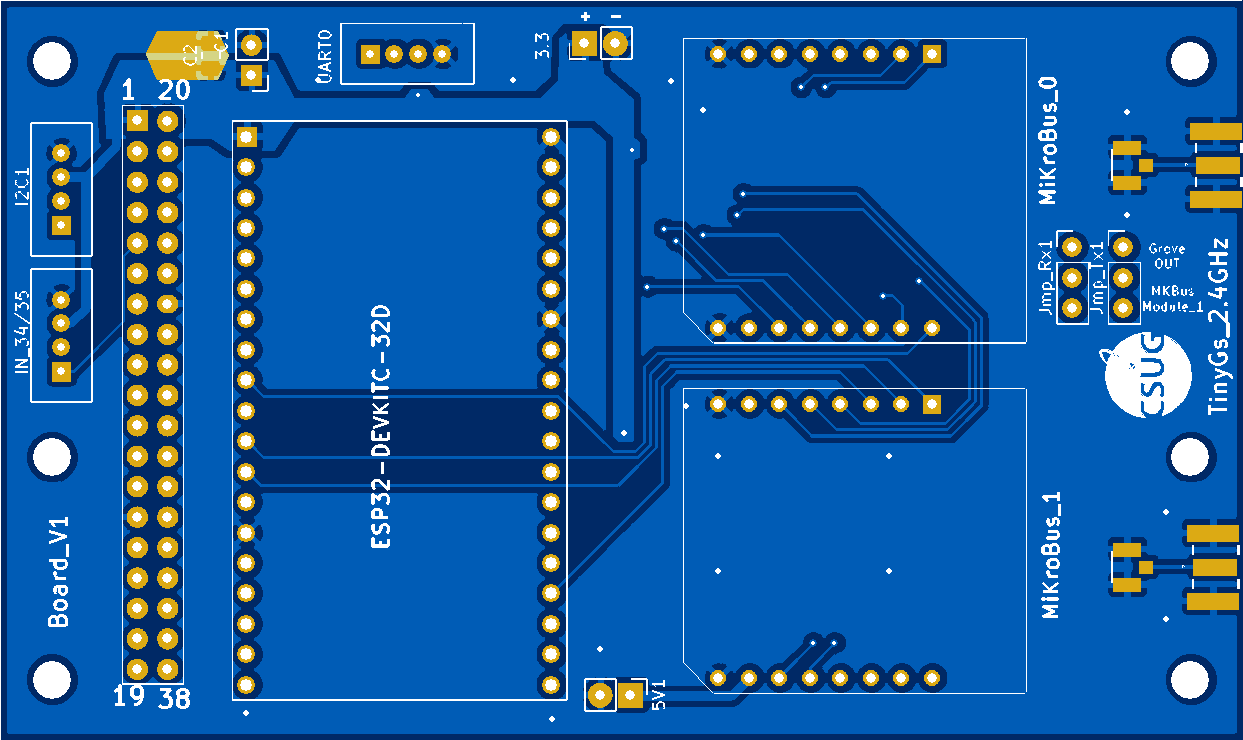 C2
C1
UART0
3.3
+ -
1 20
MiKroBus_0
I2C1
Jmp_Rx1
Jmp_Tx1
Grove
OUT
MKBus
Module_1
TinyGs_2.4GHz
IN_34/35
ESP32-DEVKITC-32D
CSUG
Board_V1
MiKroBus_1
19 38
5V1